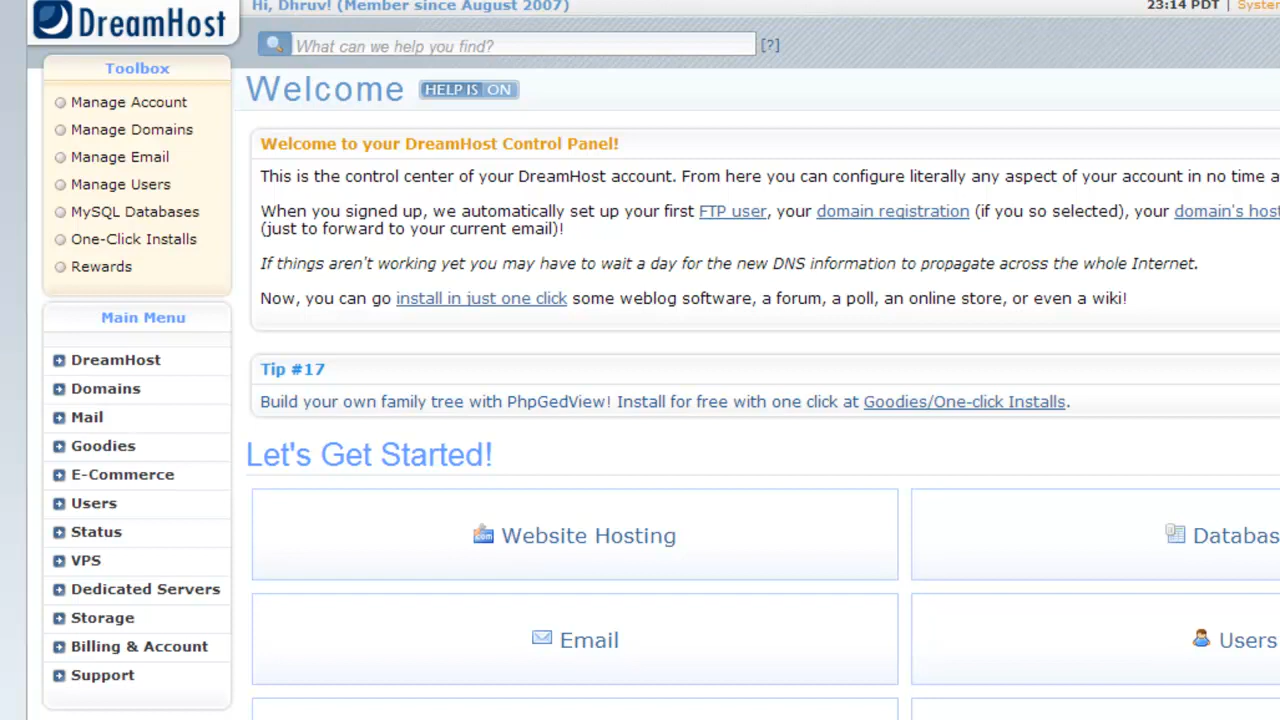 DreamHost
Hi, Dhruv! (Member since August 2007)
23:14 PDT | System
What can we help you find?
[?]
Toolbox
Manage Account
Manage Domains
Manage Email
Manage Users
MySQL Databases
One-Click Installs
Rewards
Main Menu
DreamHost
Domains
Mail
Goodies
E-Commerce
Users
Status
VPS
Dedicated Servers
Storage
Billing & Account
Support
Welcome HELP IS ON
Welcome to your DreamHost Control Panel!
This is the control center of your DreamHost account. From here you can configure literally any aspect of your account in no time a
When you signed up, we automatically set up your first FTP user, your domain registration (if you so selected), your domain's host
(just to forward to your current email)!
If things aren't working yet you may have to wait a day for the new DNS information to propagate across the whole Internet.
Now, you can go install in just one click some weblog software, a forum, a poll, an online store, or even a wiki!
Tip #17
Build your own family tree with PhpGedView! Install for free with one click at Goodies/One-click Installs.
Let's Get Started!
Website Hosting
Databas
Email
Users